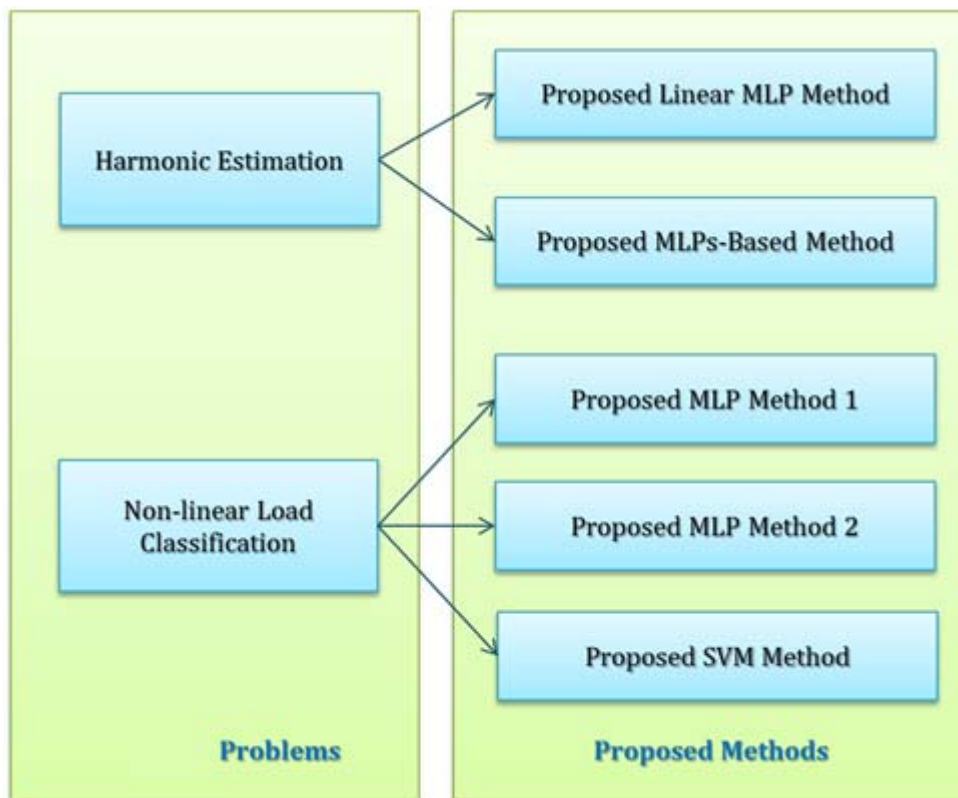 Harmonic Estimation
Proposed Linear MLP Method
Proposed MLPs-Based Method
Non-linear Load
Classification
Proposed MLP Method 1
Proposed MLP Method 2
Proposed SVM Method
Problems
Proposed Methods